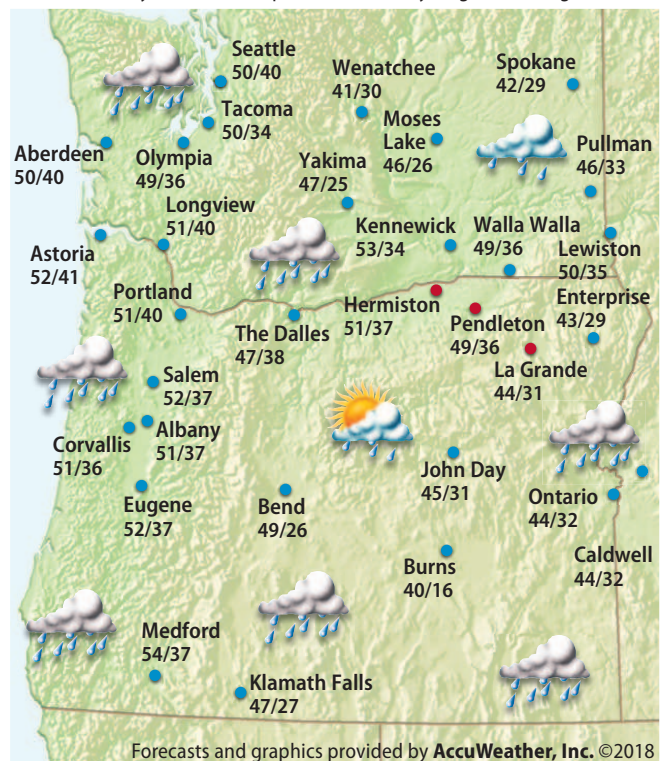 Seattle
50/40
Wenatchee
41/30
Spokane
42/29
Tacoma
50/34
Moses
Lake
46/26
Pullman
46/33
Aberdeen
50/40
Olympia
49/36
Yakima
47/25
Longview
51/40
Kennewick
53/34
Walla Walla
49/36
Lewiston
50/35
Astoria
52/41
Portland
51/40
The Dalles
47/38
Hermiston
51/37
Pendleton
49/36
Enterprise
43/29
La Grande
44/31
Salem
52/37
Albany
51/37
Corvallis
51/36
Eugene
52/37
Bend
49/26
John Day
45/31
Ontario
44/32
Burns
40/16
Caldwell
44/32
Medford
54/37
Klamath Falls
47/27
Forecasts and graphics provided by AccuWeather, Inc. ©2018